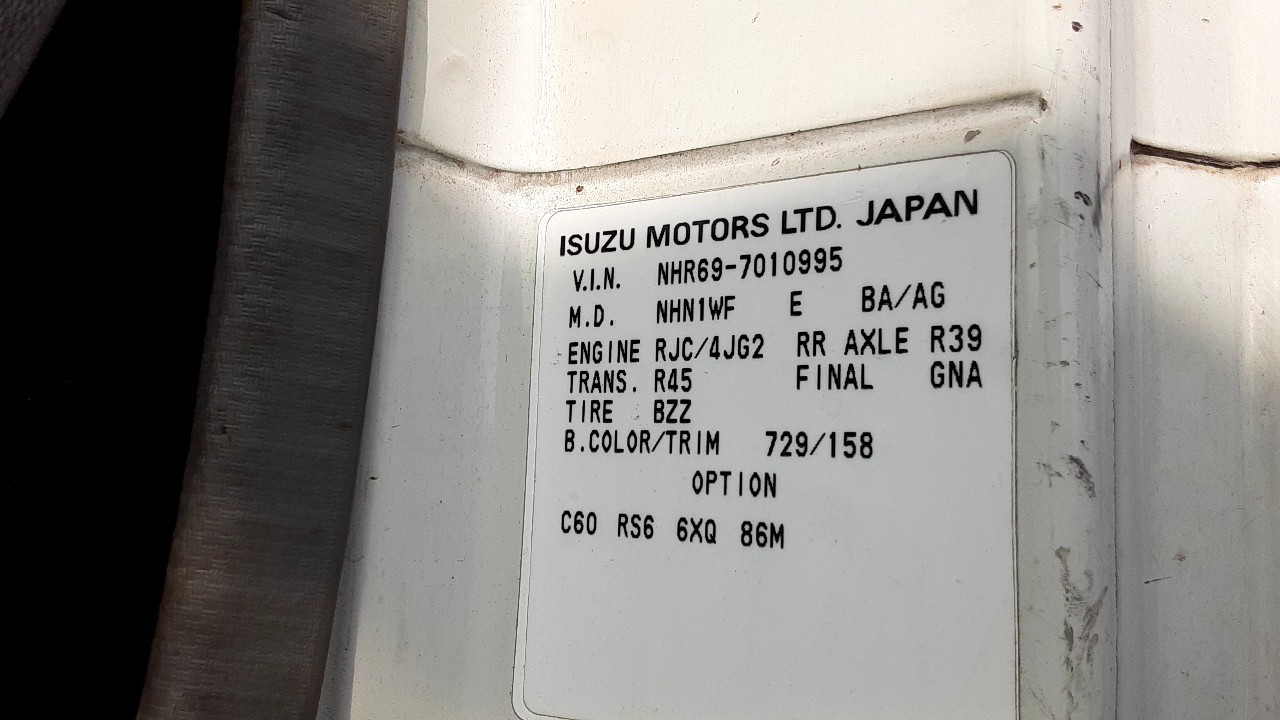 ISUZU MOTORS LTD. JAPAN
V.I.N. NHR69-7010995
M.D. NHN1WF E BA/AG
ENGINE RJC/4JG2 RR AXLE R39
TRANS. R45 FINAL GNA
TIRE BZZ
B.COLOR/TRIM 729/158
OPTION
C60 RS6 6XQ 86M